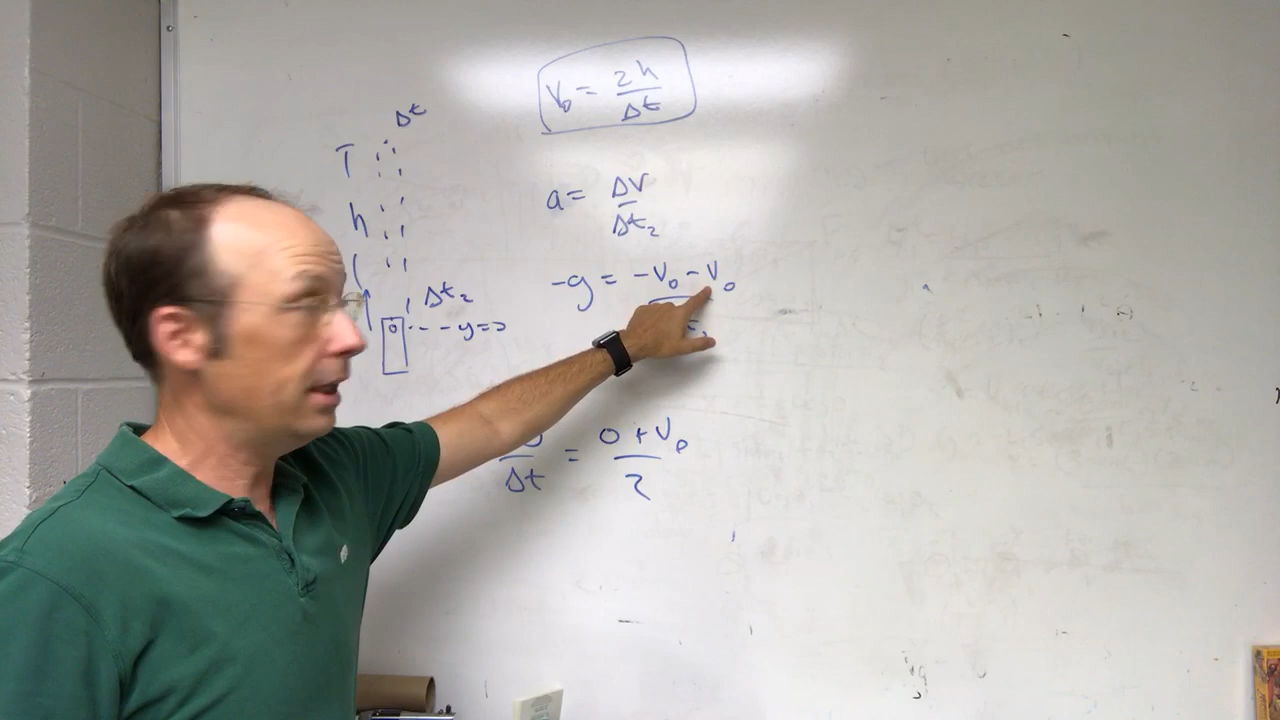 V₀ = 2h/Δt
Δt
T
h
a = ΔV/Δt₂
-g = -V₀ - V₀
Δt₂
0 --- y=0
Δt = 0 + V₀/2